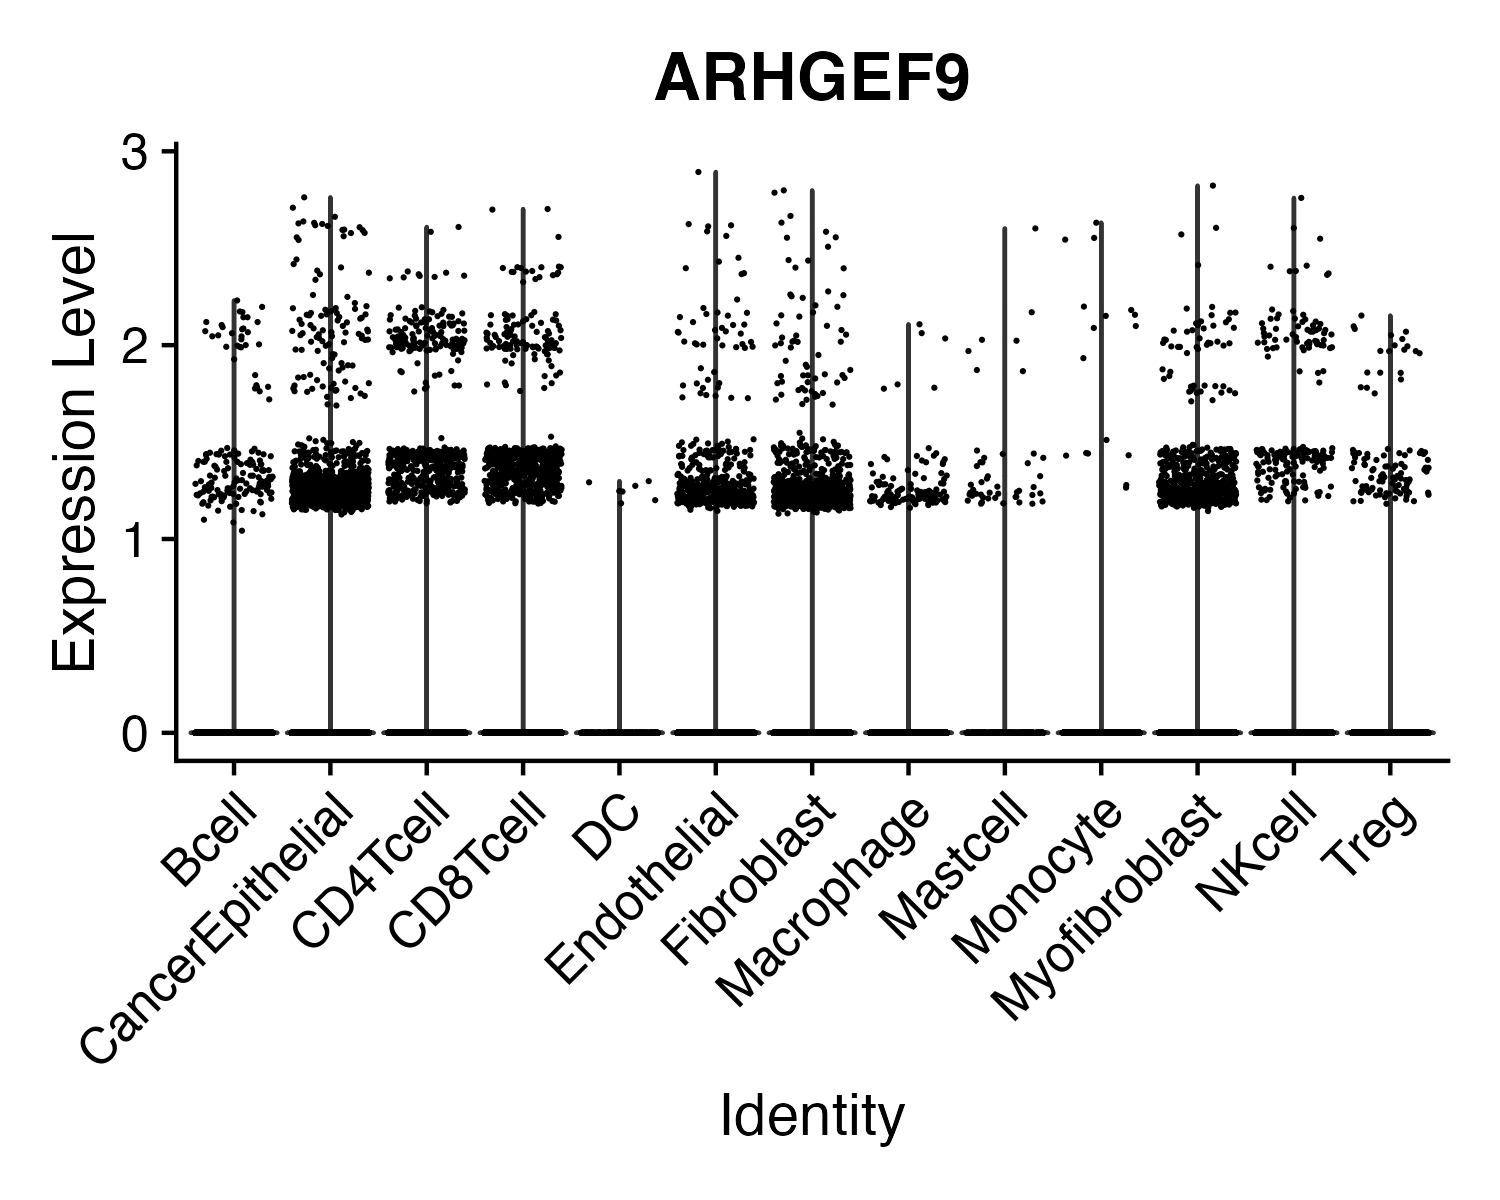 ARHGEF9
Expression Level
3
2
1
0
Bcell
CancerEpithelial
CD4Tcell
CD8Tcell
DC
Endothelial
Fibroblast
Macrophage
Mastcell
Monocyte
Myofibroblast
NKcell
Treg
Identity